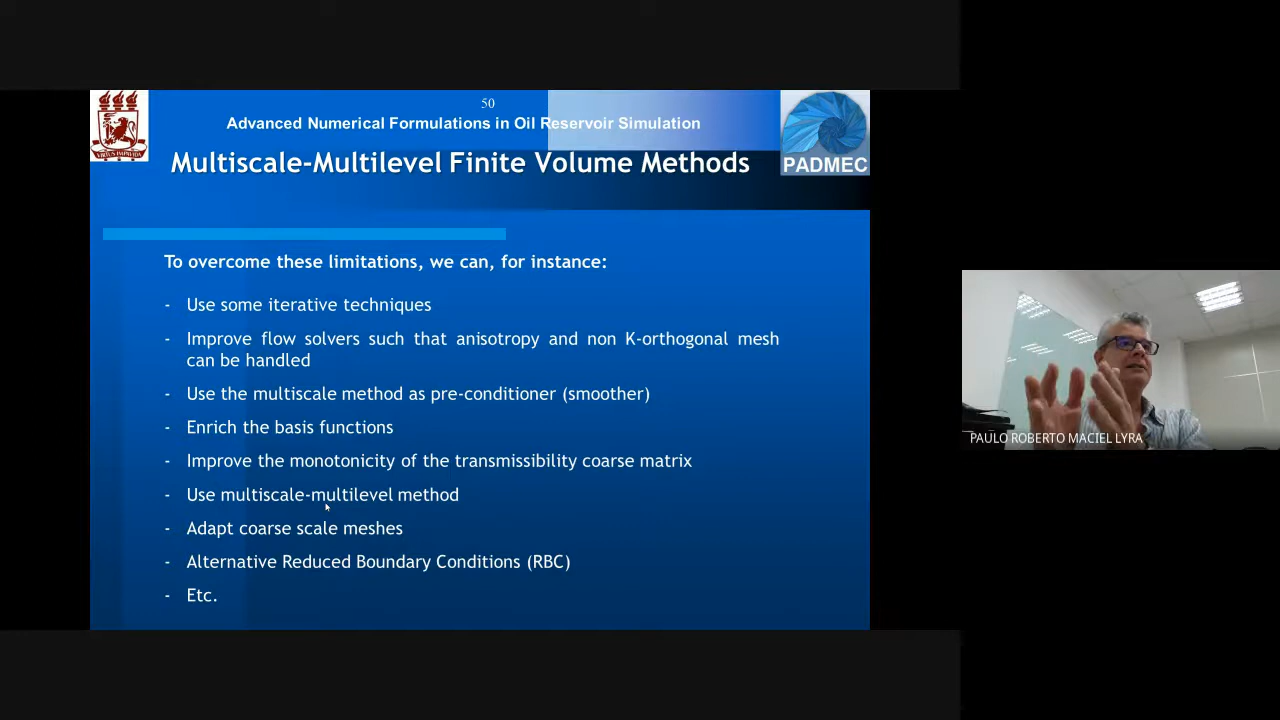 50
Advanced Numerical Formulations in Oil Reservoir Simulation
Multiscale-Multilevel Finite Volume Methods
PADMEC
To overcome these limitations, we can, for instance:
- Use some iterative techniques
- Improve flow solvers such that anisotropy and non K-orthogonal mesh
can be handled
- Use the multiscale method as pre-conditioner (smoother)
- Enrich the basis functions
- Improve the monotonicity of the transmissibility coarse matrix
- Use multiscale-multilevel method
- Adapt coarse scale meshes
- Alternative Reduced Boundary Conditions (RBC)
- Etc.
PAULO ROBERTO MACIEL LYRA